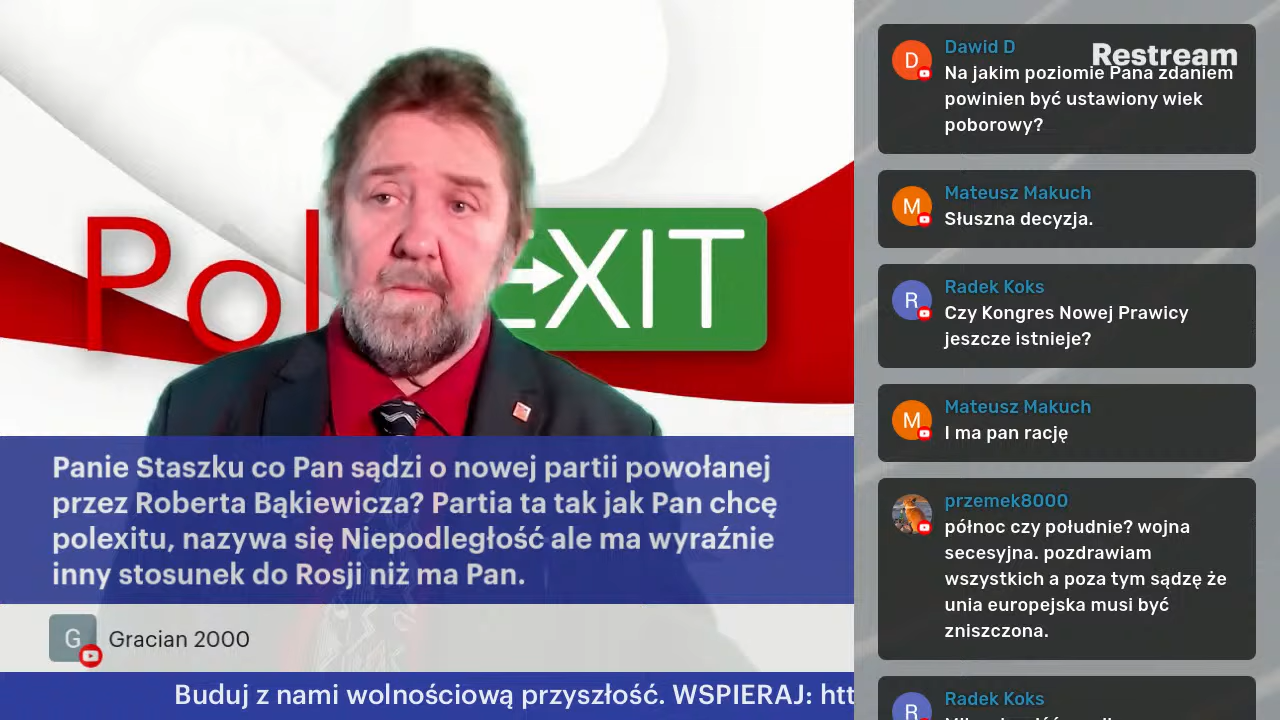 Pol EXIT
Panie Staszku co Pan sądzi o nowej partii powołanej
przez Roberta Bąkiewicza? Partia ta tak jak Pan chcę
polexitu, nazywa się Niepodległość ale ma wyraźnie
inny stosunek do Rosji niż ma Pan.
G
Gracian 2000
Buduj z nami wolnościową przyszłość. WSPIERAJ: htt
Restream
D
Dawid D
Na jakim poziomie Pana zdaniem
powinien być ustawiony wiek
poborowy?
M
Mateusz Makuch
Słuszna decyzja.
R
Radek Koks
Czy Kongres Nowej Prawicy
jeszcze istnieje?
M
Mateusz Makuch
I ma pan rację
przemek8000
północ czy południe? wojna
secesyjna. pozdrawiam
wszystkich a poza tym sądzę że
unia europejska musi być
zniszczona.
R
Radek Koks